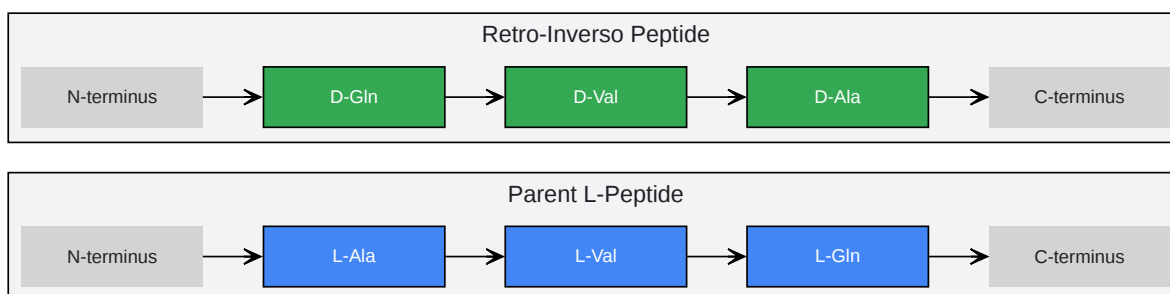 Retro-Inverso Peptide
N-terminus D-Gln D-Val D-Ala C-terminus
Parent L-Peptide
N-terminus L-Ala L-Val L-Gln C-terminus